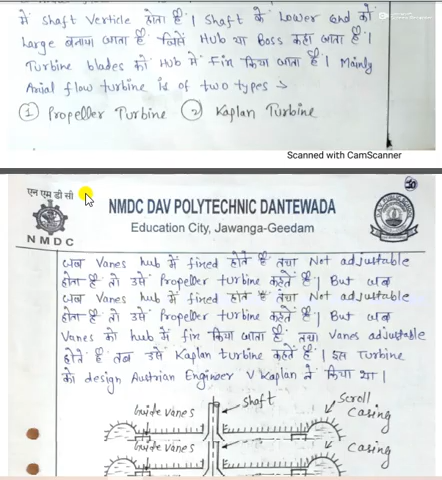 में Shaft Verticle होता है। Shaft के Lower end को
Large बनाया जाता है जिसे Hub या Boss कहा जाता है।
Turbine blades को Hub में Fix किया जाता है। Mainly
Axial flow turbine is of two types →
① Propeller Turbine ② Kaplan Turbine
Scanned with CamScanner
एन एम डी सी
NMDC DAV POLYTECHNIC DANTEWADA
Education City, Jawanga-Geedam
NMDC
जब Vanes hub में fixed होते हैं तथा Not adjustable
होता है तो उसे Propeller turbine कहते हैं। But जब
जब Vanes hub में fixed होते हैं तथा Not adjustable
होता है तो उसे Propeller turbine कहते हैं। But जब
Vanes को hub में fix किया जाता है तथा Vanes adjustable
होते हैं तब उसे Kaplan turbine कहते हैं। इस Turbine
को design Austrian Engineer V Kaplan ने किया था।
Shaft Scroll
Guide vanes Casing
Guide vanes Casing